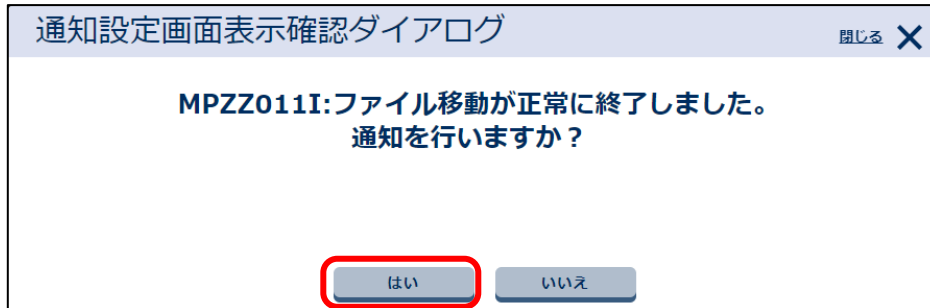 通知設定画面表示確認ダイアログ
閉じる
MPZZ011I:ファイル移動が正常に終了しました。
通知を行いますか？
はい
いいえ